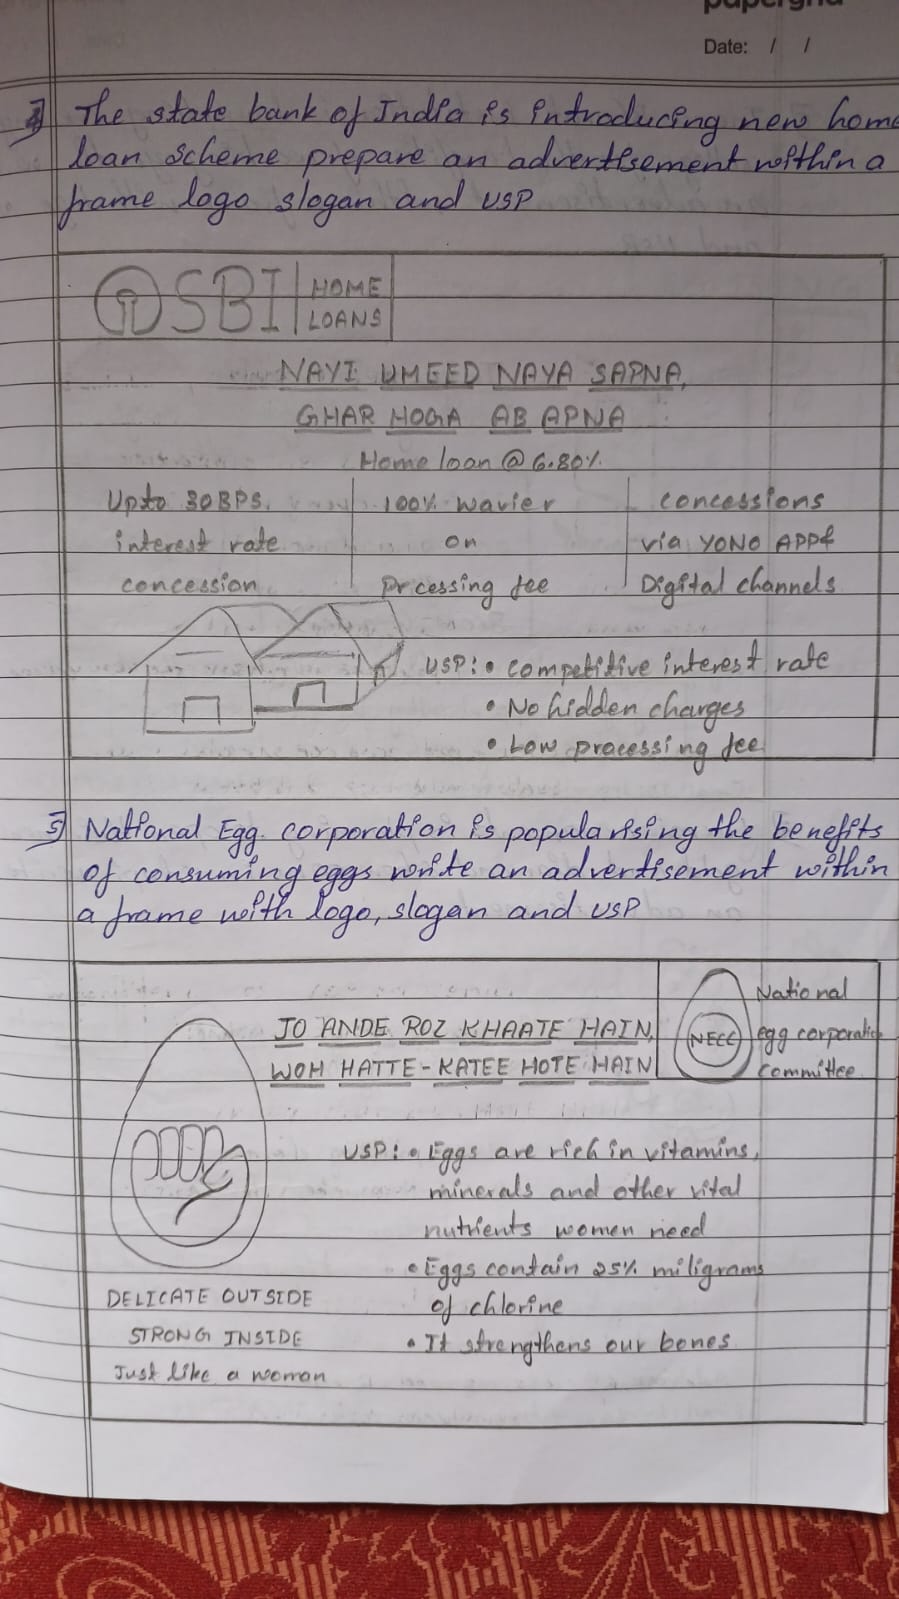 papergrid
Date: / /
The state bank of India is introducing new home
loan scheme prepare an advertisement within a
frame logo slogan and USP
SBI HOME
LOANS
NAYI UMEED NAYA SAPNA,
GHAR HOGA AB APNA
Home loan @ 6.80%
Upto 30BPS. 100% wavier concessions
interest rate on via YONO APP&
concession Prcessing fee Digital channels
USP: • competitive interest rate
• No hidden charges
• Low processing fee
5) National Egg. corporation is popularising the benefits
of consuming eggs write an advertisement within
a frame with logo, slogan and USP
JO ANDE ROZ KHAATE HAIN,
WOH HATTE-KATEE HOTE HAIN
NECC
National
egg corporation
committee
USP: • Eggs are rich in vitamins,
minerals and other vital
nutrients women need
• Eggs contain 25% miligrams
of chlorine
• It strengthens our bones
DELICATE OUTSIDE
STRONG INSIDE
Just like a woman